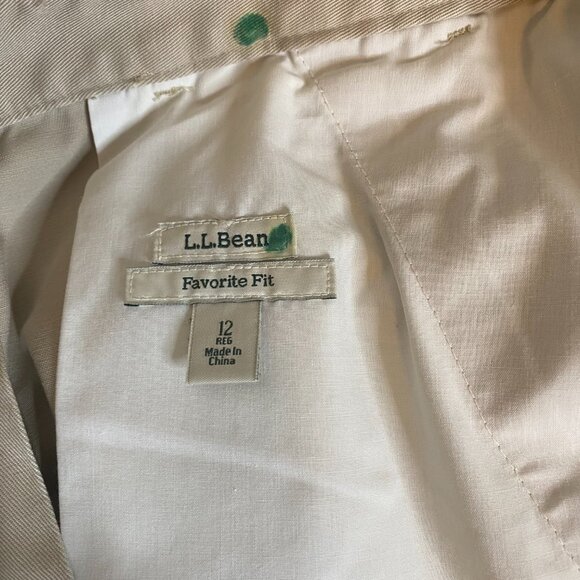 L.L.Bean
Favorite Fit
12
REG
Made in
China